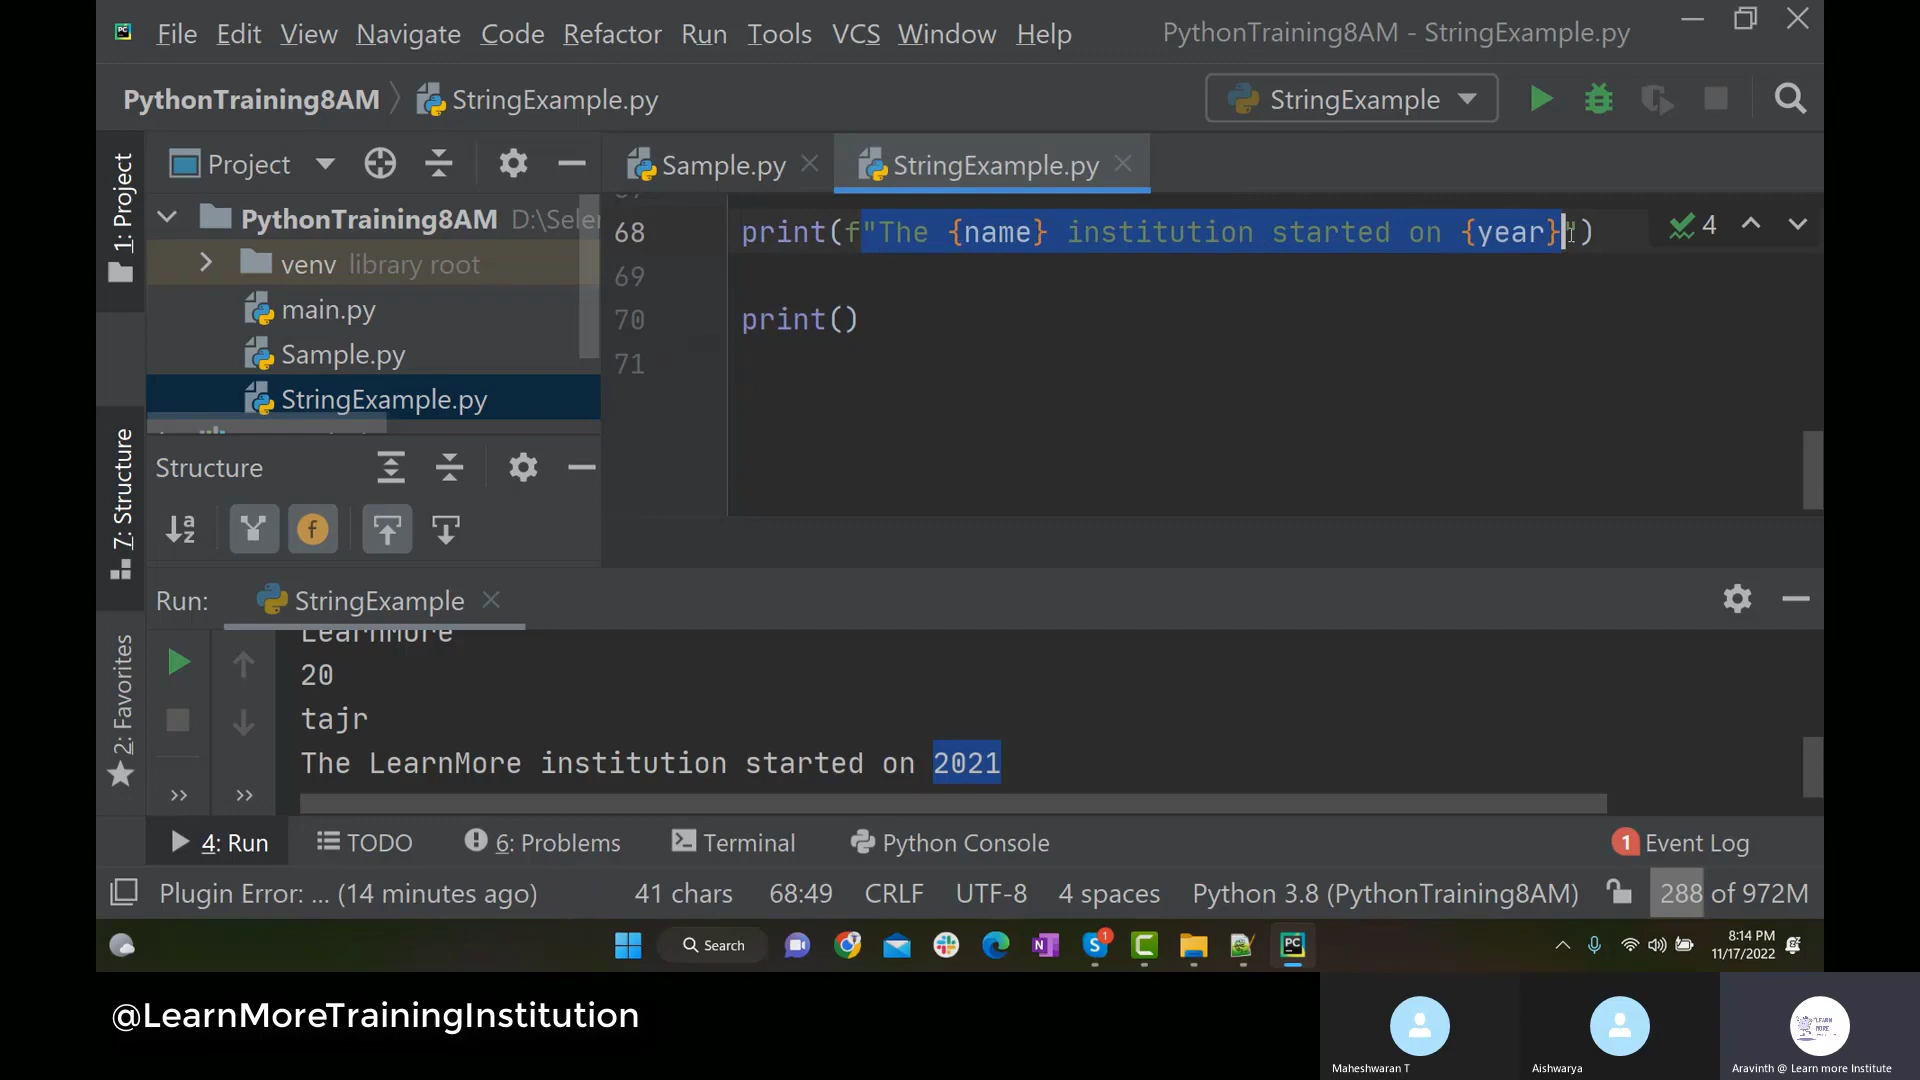 File Edit View Navigate Code Refactor Run Tools VCS Window Help PythonTraining8AM - StringExample.py
PythonTraining8AM StringExample.py StringExample
1: Project
Project
Sample.py StringExample.py
PythonTraining8AM D:\Sele
venv library root
main.py
Sample.py
StringExample.py
68 print(f"The {name} institution started on {year}") 4
69
70 print()
71
7: Structure
Structure
Run: StringExample
2: Favorites
LearnMore
20
tajr
The LearnMore institution started on 2021
4: Run TODO 6: Problems Terminal Python Console 1 Event Log
Plugin Error: ... (14 minutes ago) 41 chars 68:49 CRLF UTF-8 4 spaces Python 3.8 (PythonTraining8AM) 288 of 972M
Search 8:14 PM
11/17/2022
@LearnMoreTrainingInstitution
Maheshwaran T Aishwarya Aravinth @ Learn more Institute